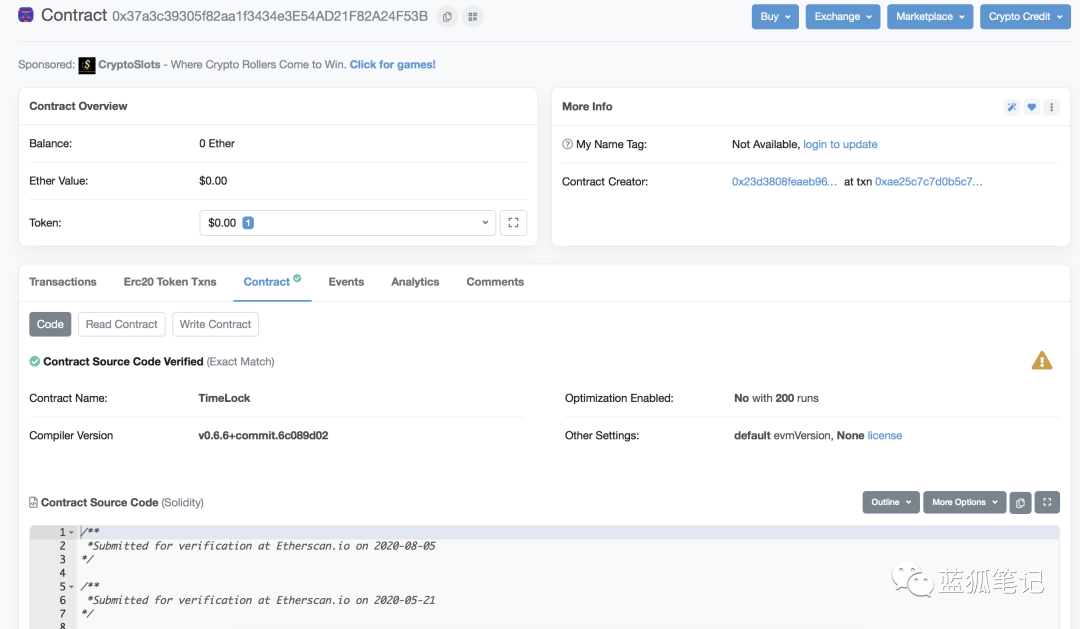 Contract 0x37a3c39305f82aa1f3434e3E54AD21F82A24F53B
Buy Exchange Marketplace Crypto Credit
Sponsored: CryptoSlots - Where Crypto Rollers Come to Win. Click for games!
Contract Overview
Balance: 0 Ether
Ether Value: $0.00
Token: $0.00 1
More Info
My Name Tag: Not Available, login to update
Contract Creator: 0x23d3808feaeb96... at txn 0xae25c7c7d0b5c7...
Transactions Erc20 Token Txns Contract Events Analytics Comments
Code Read Contract Write Contract
Contract Source Code Verified (Exact Match)
Contract Name: TimeLock
Optimization Enabled: No with 200 runs
Compiler Version v0.6.6+commit.6c089d02
Other Settings: default evmVersion, None license
Contract Source Code (Solidity)
Outline More Options
1 /**
2 *Submitted for verification at Etherscan.io on 2020-08-05
3 */
4
5 /**
6 *Submitted for verification at Etherscan.io on 2020-05-21
7 */
8
蓝狐笔记